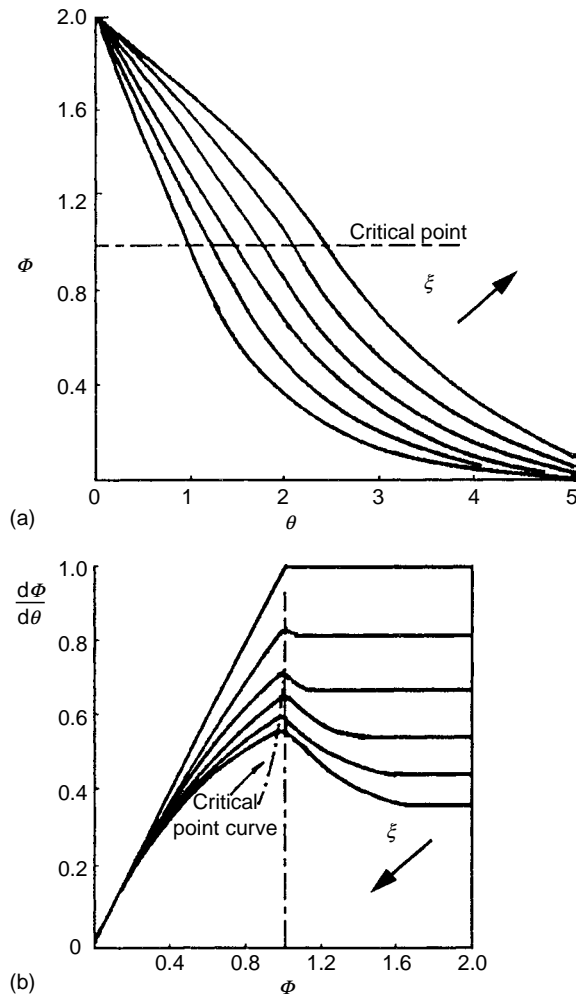 2.0
1.6
1.2
Critical point
Φ
0.8
ξ
0.4
0 1 2 3 4 5
(a) θ
1.0
dΦ
dθ
0.8
0.6
0.4
Critical
point curve
ξ
0.2
0
0.4 0.8 1.2 1.6 2.0
(b) Φ